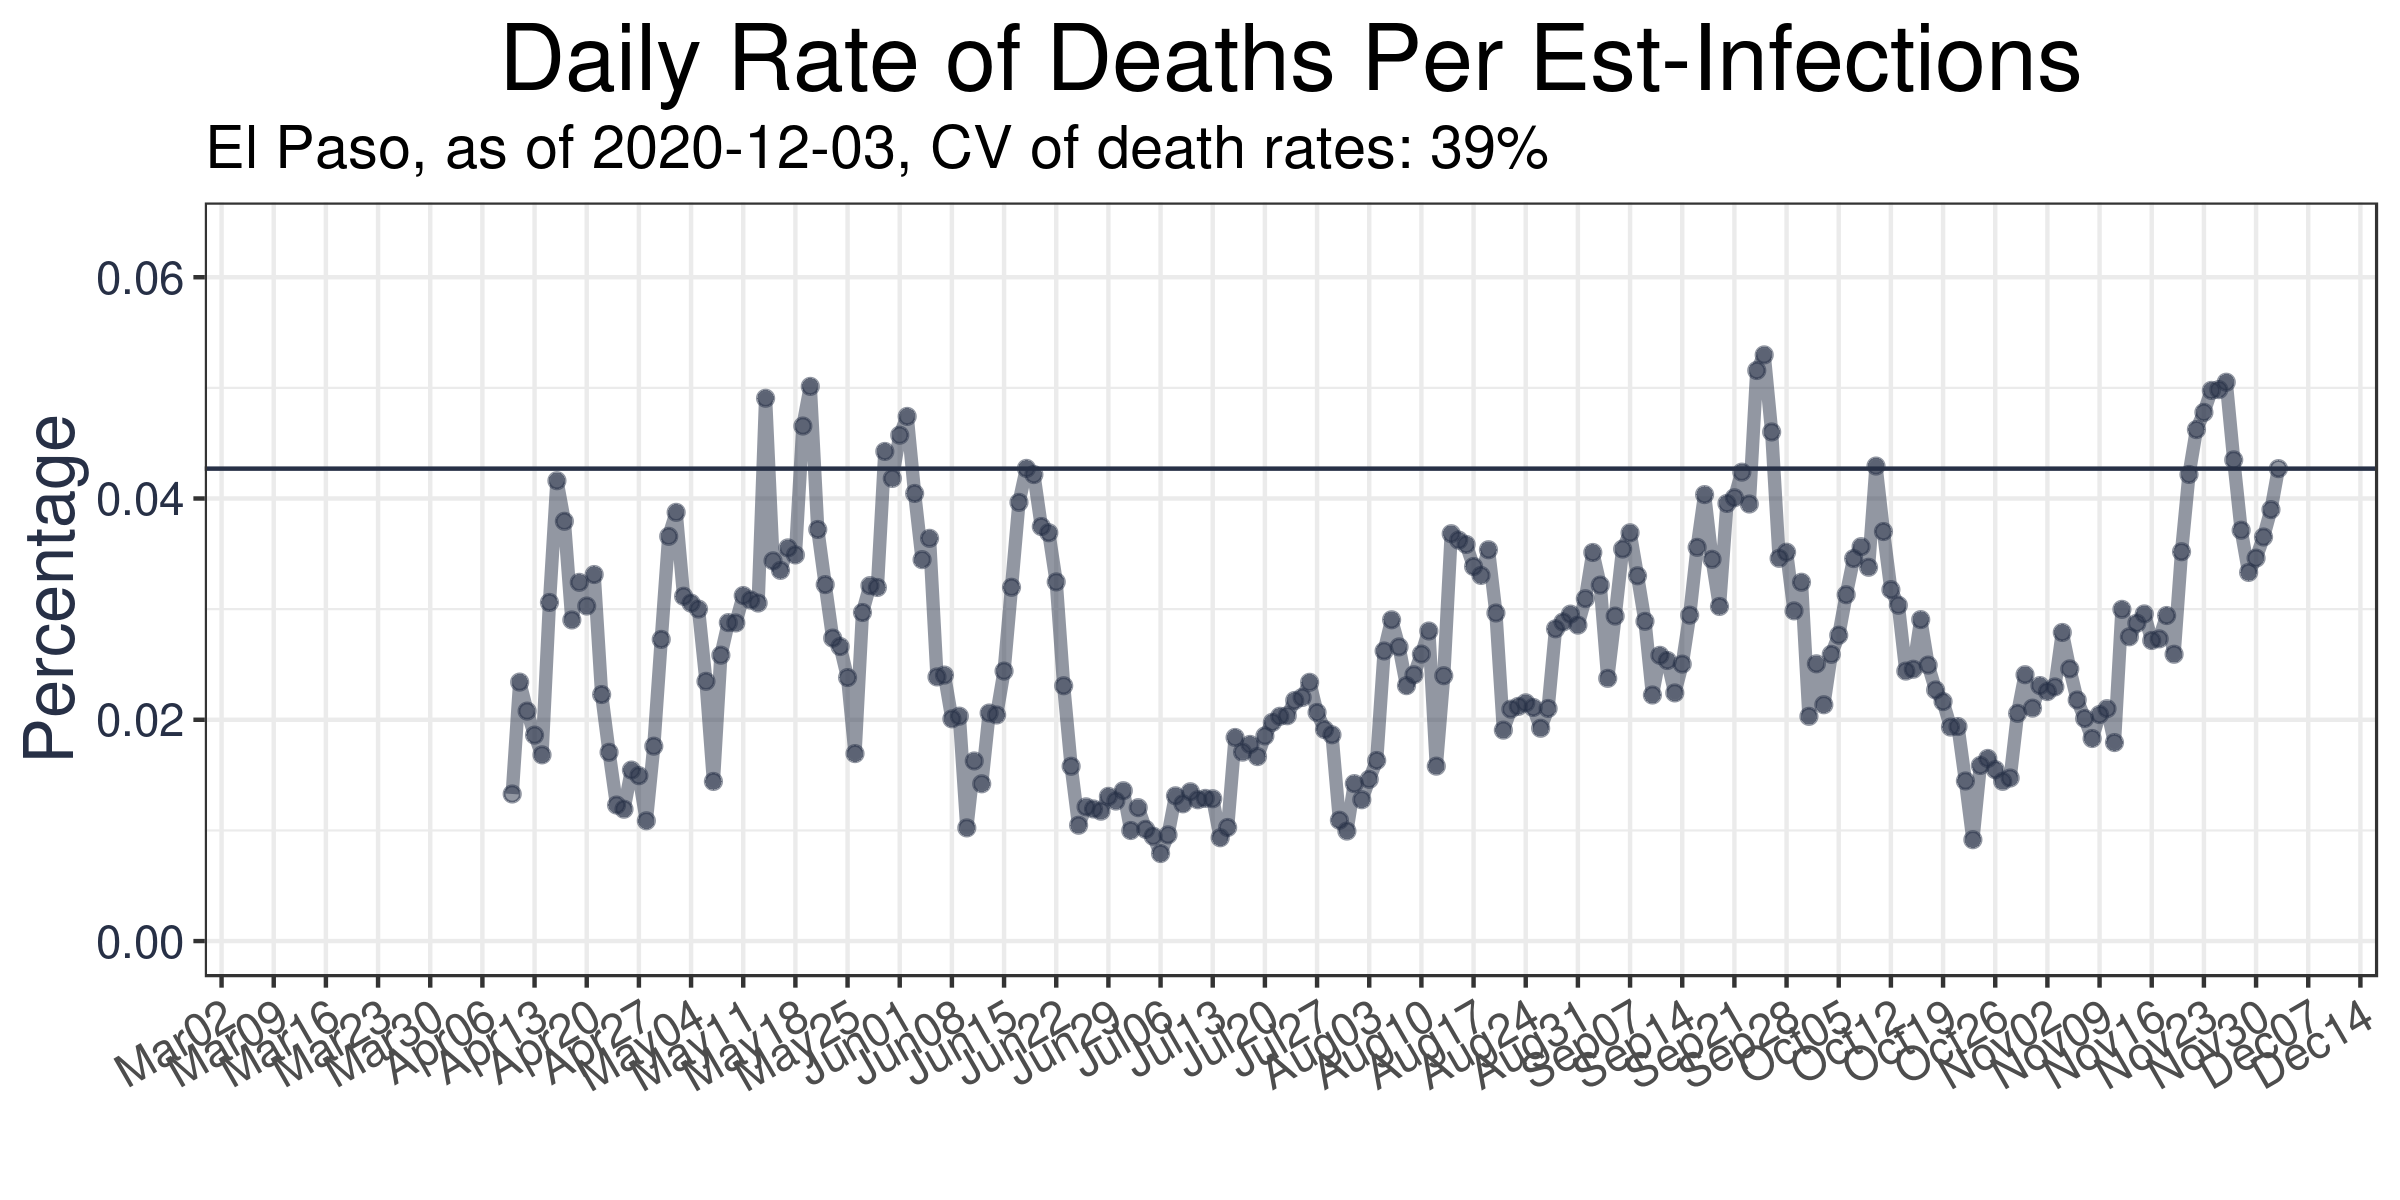 Daily Rate of Deaths Per Est-Infections
El Paso, as of 2020-12-03, CV of death rates: 39%
Percentage
0.06
0.04
0.02
0.00
Mar02
Mar09
Mar16
Mar23
Mar30
Apr06
Apr13
Apr20
Apr27
May04
May11
May18
May25
Jun01
Jun08
Jun15
Jun22
Jun29
Jul06
Jul13
Jul20
Jul27
Aug03
Aug10
Aug17
Aug24
Aug31
Sep07
Sep14
Sep21
Sep28
Oct05
Oct12
Oct19
Oct26
Nov02
Nov09
Nov16
Nov23
Nov30
Dec07
Dec14